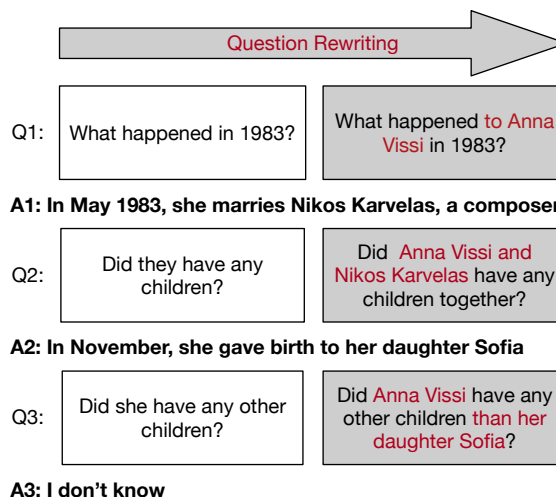 Question Rewriting
Q1:
What happened in 1983?
What happened to Anna
Vissi in 1983?
A1: In May 1983, she marries Nikos Karvelas, a composer
Q2:
Did they have any
children?
Did Anna Vissi and
Nikos Karvelas have any
children together?
A2: In November, she gave birth to her daughter Sofia
Q3:
Did she have any other
children?
Did Anna Vissi have any
other children than her
daughter Sofia?
A3: I don't know